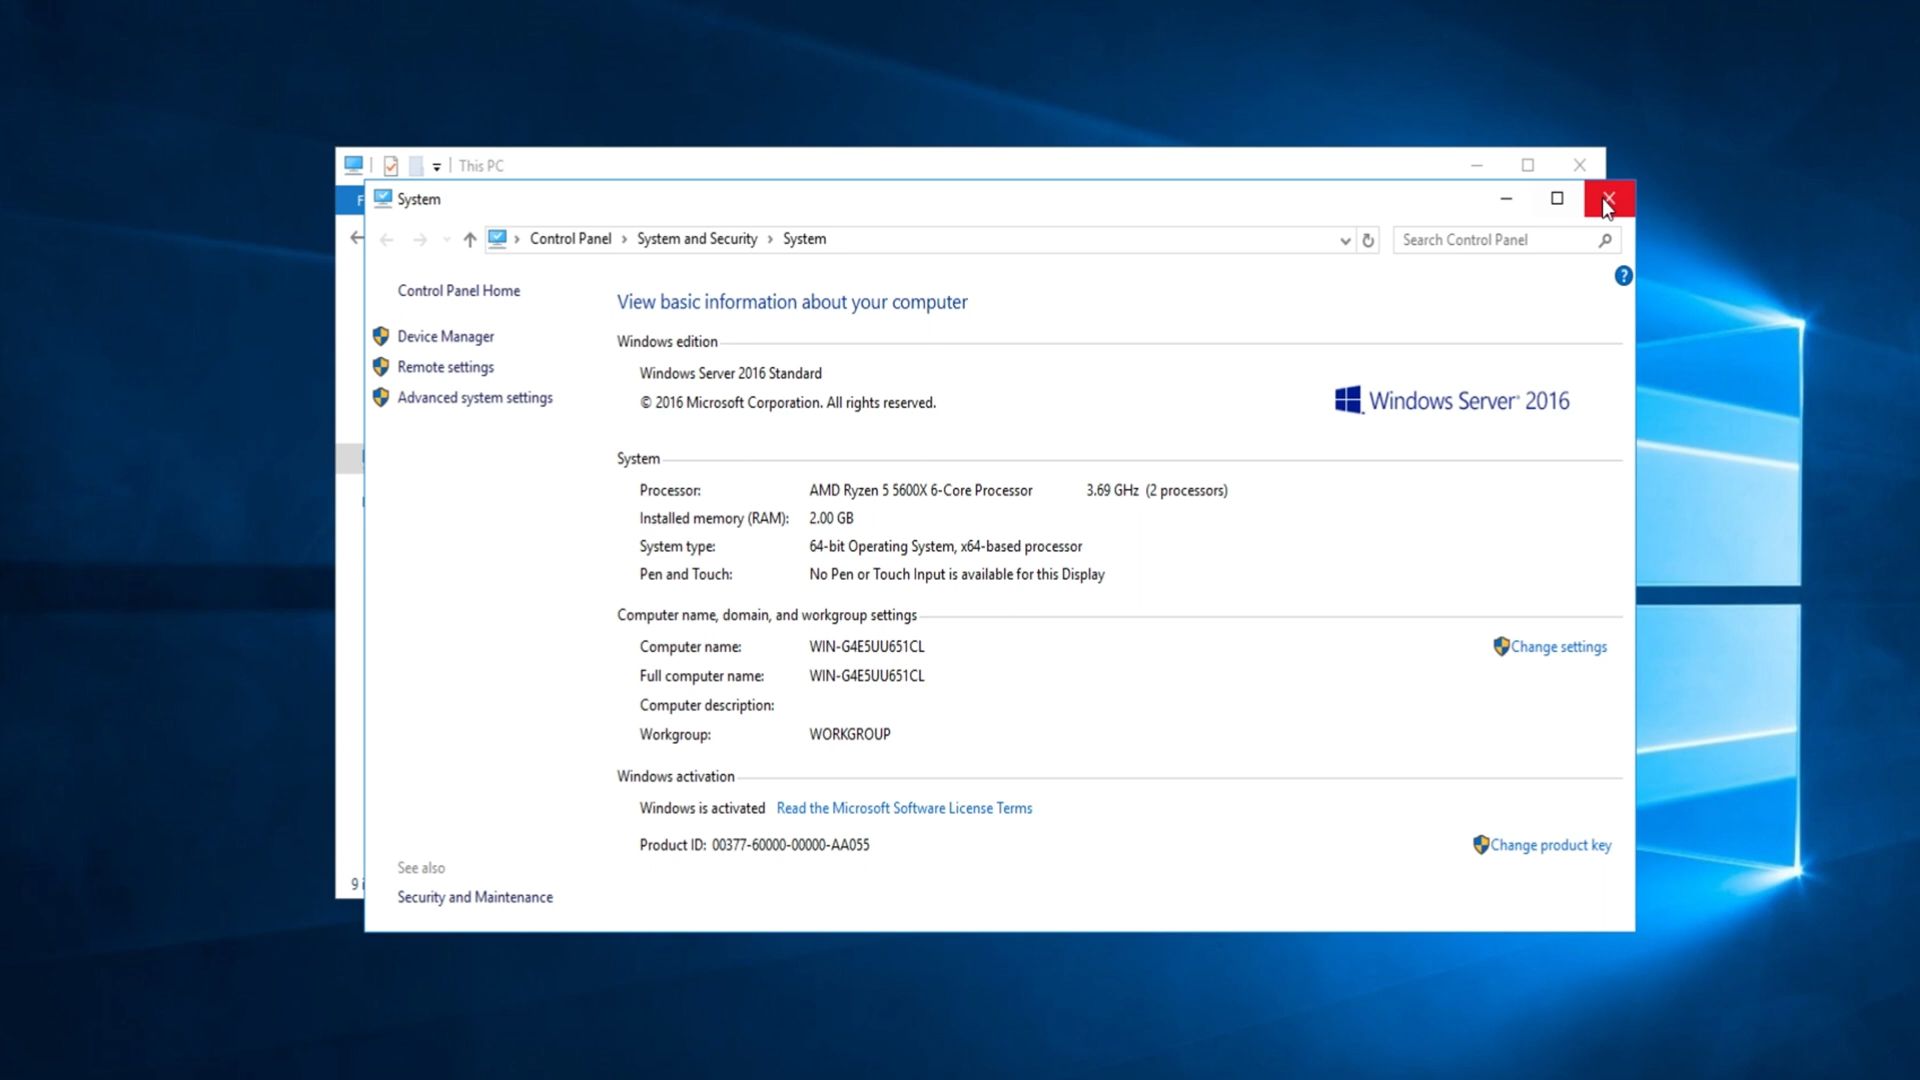 This PC
F
System
Control Panel › System and Security › System
Search Control Panel
Control Panel Home
Device Manager
Remote settings
Advanced system settings
View basic information about your computer
Windows edition
Windows Server 2016 Standard
© 2016 Microsoft Corporation. All rights reserved.
Windows Server® 2016
System
Processor: AMD Ryzen 5 5600X 6-Core Processor 3.69 GHz (2 processors)
Installed memory (RAM): 2.00 GB
System type: 64-bit Operating System, x64-based processor
Pen and Touch: No Pen or Touch Input is available for this Display
Computer name, domain, and workgroup settings
Computer name: WIN-G4E5UU651CL
Change settings
Full computer name: WIN-G4E5UU651CL
Computer description:
Workgroup: WORKGROUP
Windows activation
Windows is activated Read the Microsoft Software License Terms
Product ID: 00377-60000-00000-AA055
Change product key
See also
Security and Maintenance
9 i